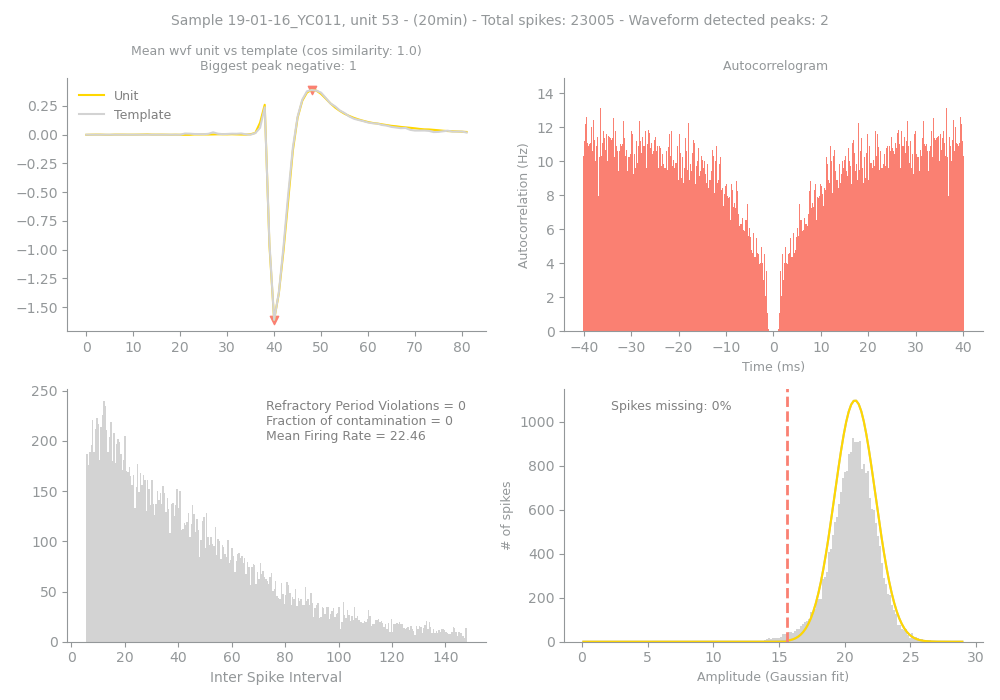 Sample 19-01-16_YC011, unit 53 - (20min) - Total spikes: 23005 - Waveform detected peaks: 2
Mean wvf unit vs template (cos similarity: 1.0)
Biggest peak negative: 1
Unit
Template
0.25
0.00
−0.25
−0.50
−0.75
−1.00
−1.25
−1.50
0 10 20 30 40 50 60 70 80
Autocorrelogram
Autocorrelation (Hz)
14
12
10
8
6
4
2
0
−40 −30 −20 −10 0 10 20 30 40
Time (ms)
Refractory Period Violations = 0
Fraction of contamination = 0
Mean Firing Rate = 22.46
250
200
150
100
50
0
0 20 40 60 80 100 120 140
Inter Spike Interval
Spikes missing: 0%
# of spikes
1000
800
600
400
200
0
0 5 10 15 20 25 30
Amplitude (Gaussian fit)